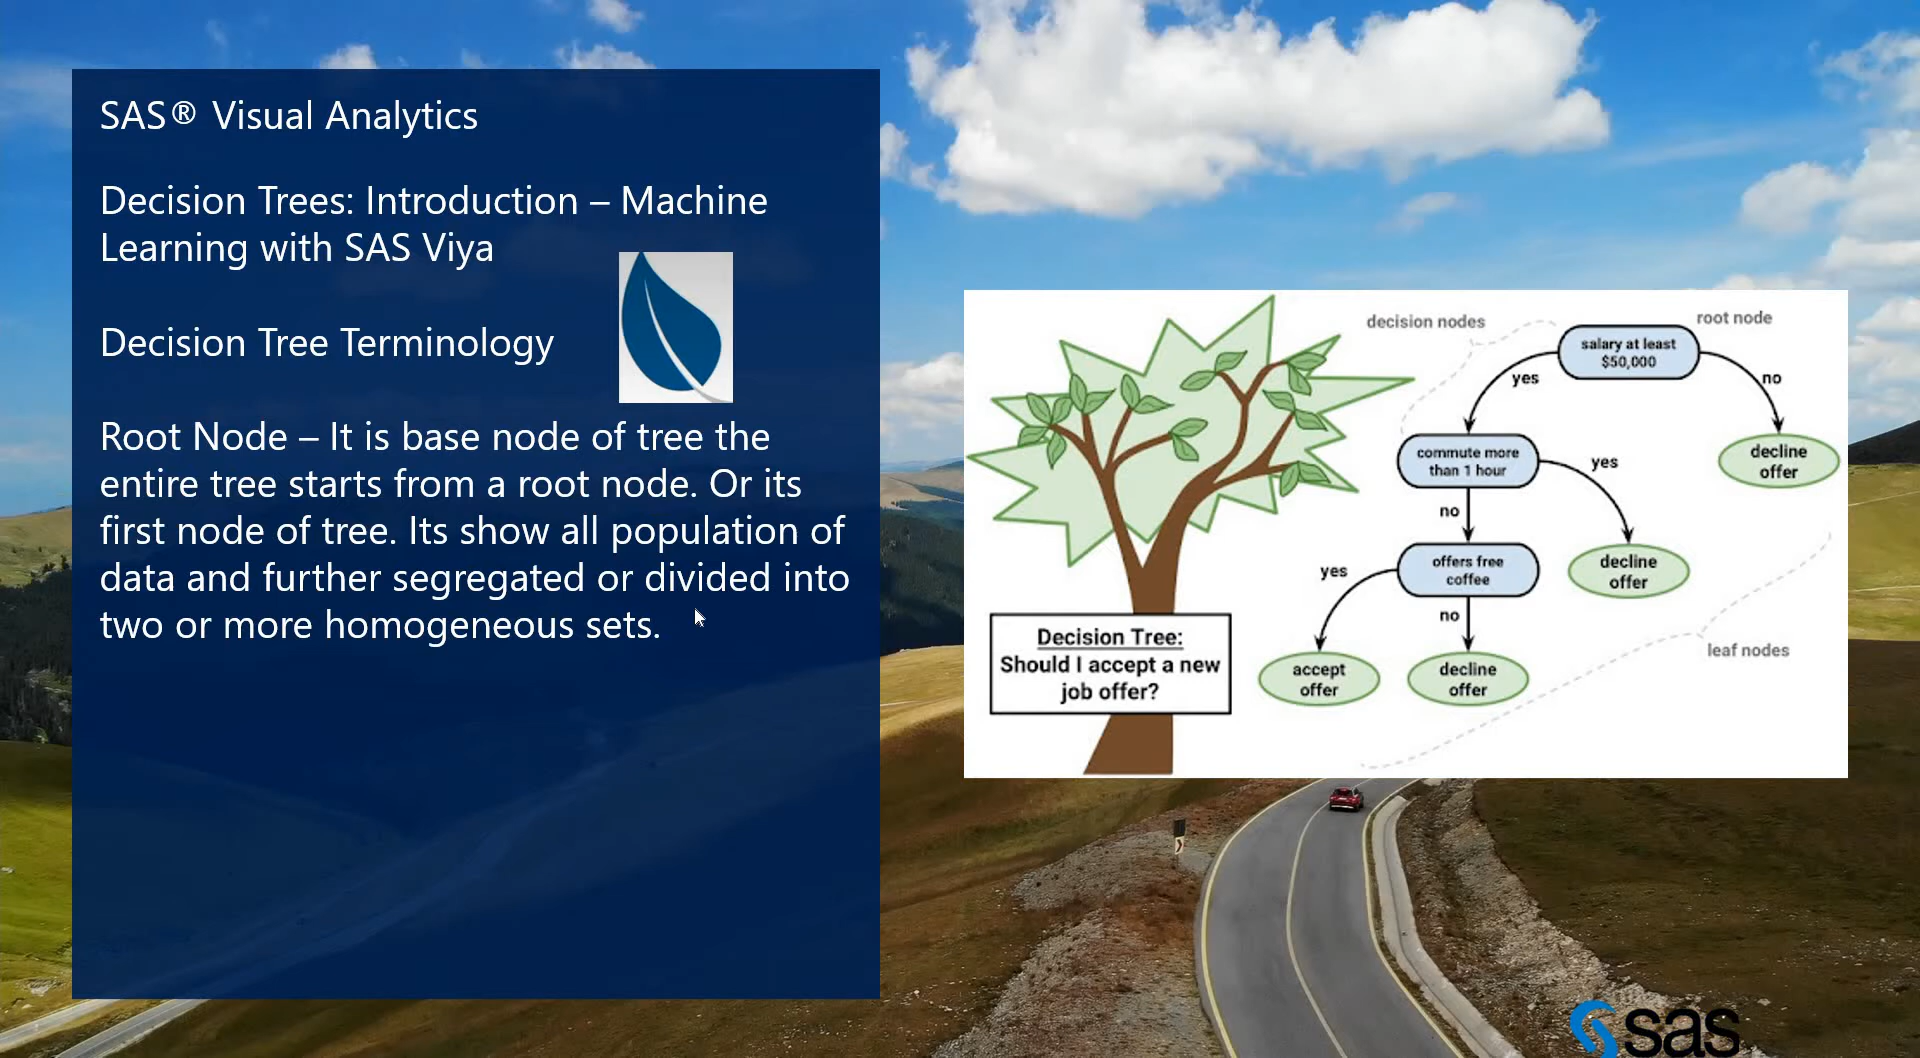 SAS® Visual Analytics
Decision Trees: Introduction – Machine
Learning with SAS Viya
Decision Tree Terminology
Root Node – It is base node of tree the
entire tree starts from a root node. Or its
first node of tree. Its show all population of
data and further segregated or divided into
two or more homogeneous sets.
decision nodes
root node
salary at least
$50,000
yes
no
commute more
than 1 hour
yes
decline
offer
no
offers free
coffee
decline
offer
yes
no
accept
offer
decline
offer
leaf nodes
Decision Tree:
Should I accept a new
job offer?
sas